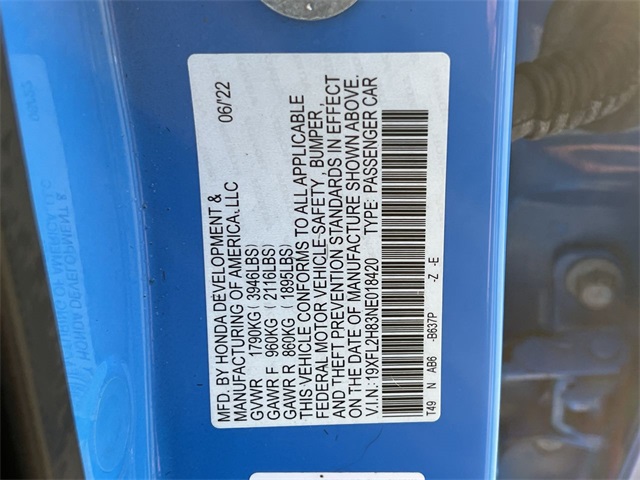 MFD. BY HONDA DEVELOPMENT &
MANUFACTURING OF AMERICA, LLC 06/22
GVWR 1790KG ( 3946LBS)
GAWR F 960KG ( 2116LBS)
GAWR R 860KG ( 1895LBS)
THIS VEHICLE CONFORMS TO ALL APPLICABLE
FEDERAL MOTOR VEHICLE-SAFETY, BUMPER,
AND THEFT PREVENTION STANDARDS IN EFFECT
ON THE DATE OF MANUFACTURE SHOWN ABOVE.
V.I.N.: 19XFL2H83NE018420 TYPE: PASSENGER CAR
T49 N AB6 -B637P -Z -E